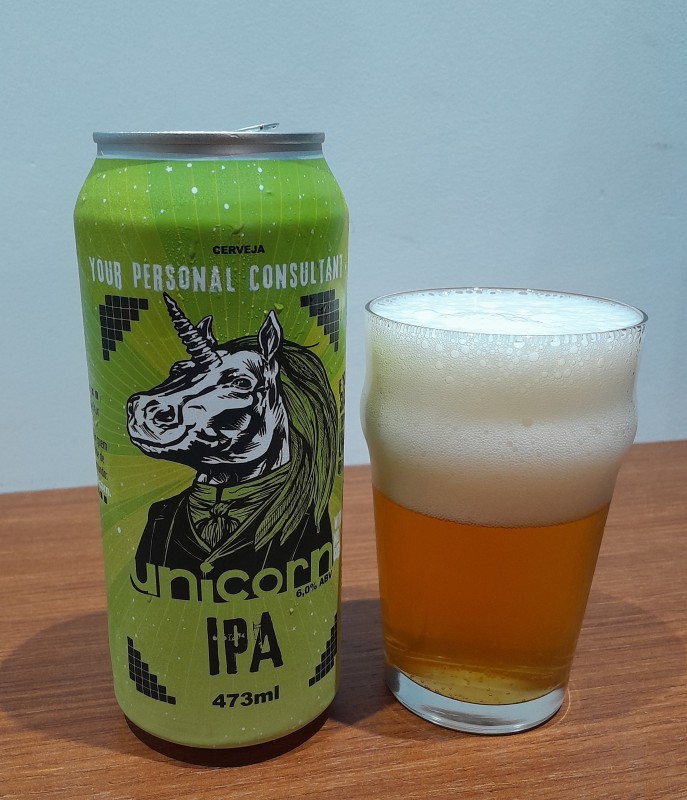 CERVEJA
YOUR PERSONAL CONSULTANT
unicorn
6,0% ABV
IPA
473ml